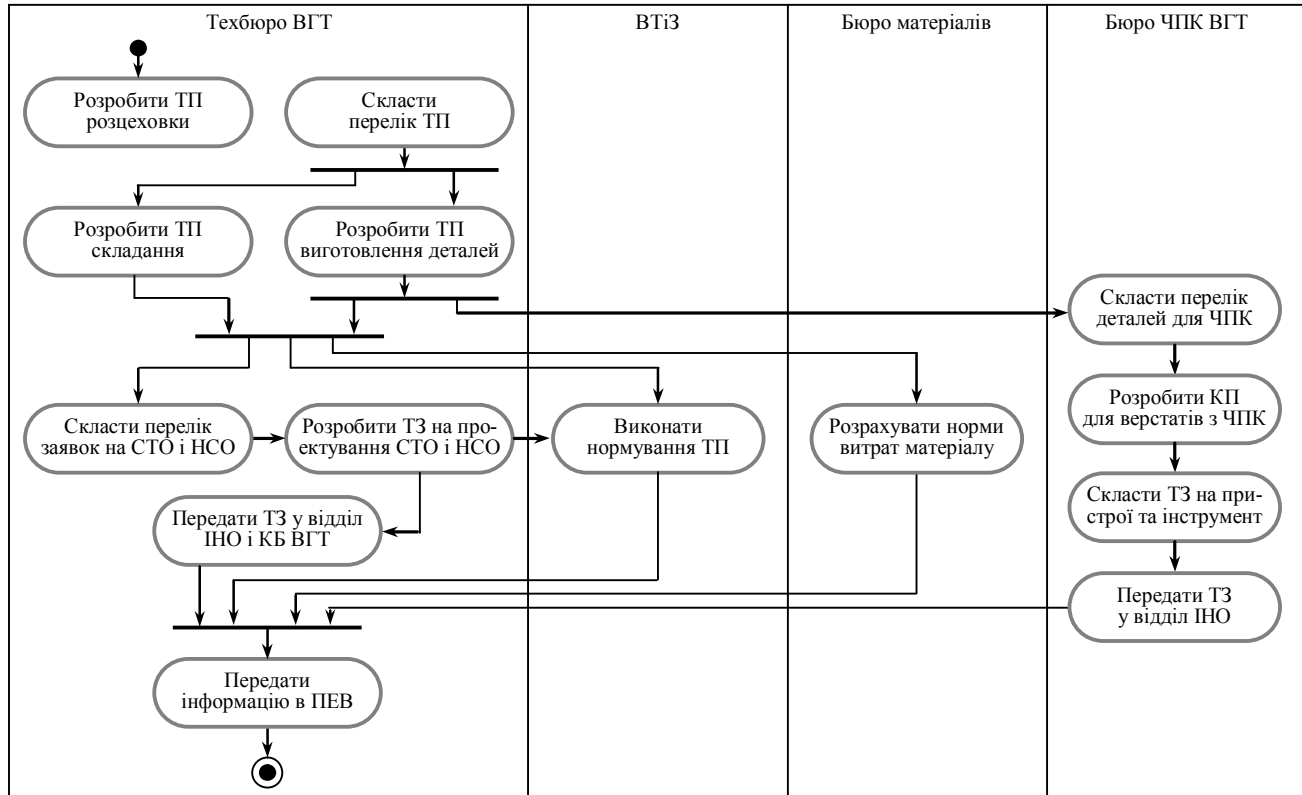 Техбюро ВГТ
ВТіЗ
Бюро матеріалів
Бюро ЧПК ВГТ
Розробити ТП
розцеховки
Скласти
перелік ТП
Розробити ТП
складання
Розробити ТП
виготовлення деталей
Скласти перелік
деталей для ЧПК
Розробити КП
для верстатів з ЧПК
Скласти перелік
заявок на СТО і НСО
Розробити ТЗ на про-
ектування СТО і НСО
Виконати
нормування ТП
Розрахувати норми
витрат матеріалу
Скласти ТЗ на при-
строї та інструмент
Передати ТЗ у відділ
ІНО і КБ ВГТ
Передати ТЗ
у відділ ІНО
Передати
інформацію в ПЕВ